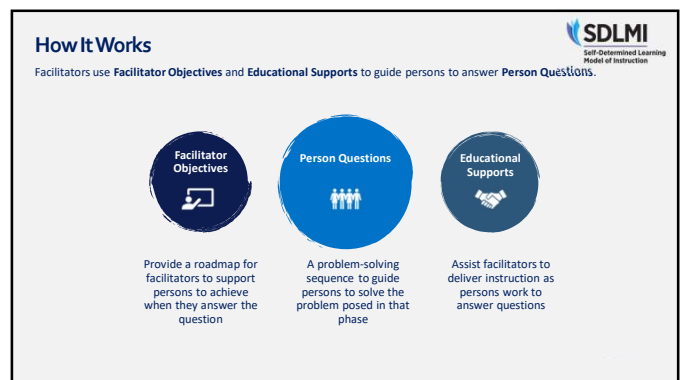 How It Works
SDLMI
Self-Determined Learning
Model of Instruction
Facilitators use Facilitator Objectives and Educational Supports to guide persons to answer Person Questions.
Facilitator
Objectives
Person Questions
Educational
Supports
Provide a roadmap for
facilitators to support
persons to achieve
when they answer the
question
A problem-solving
sequence to guide
persons to solve the
problem posed in that
phase
Assist facilitators to
deliver instruction as
persons work to
answer questions